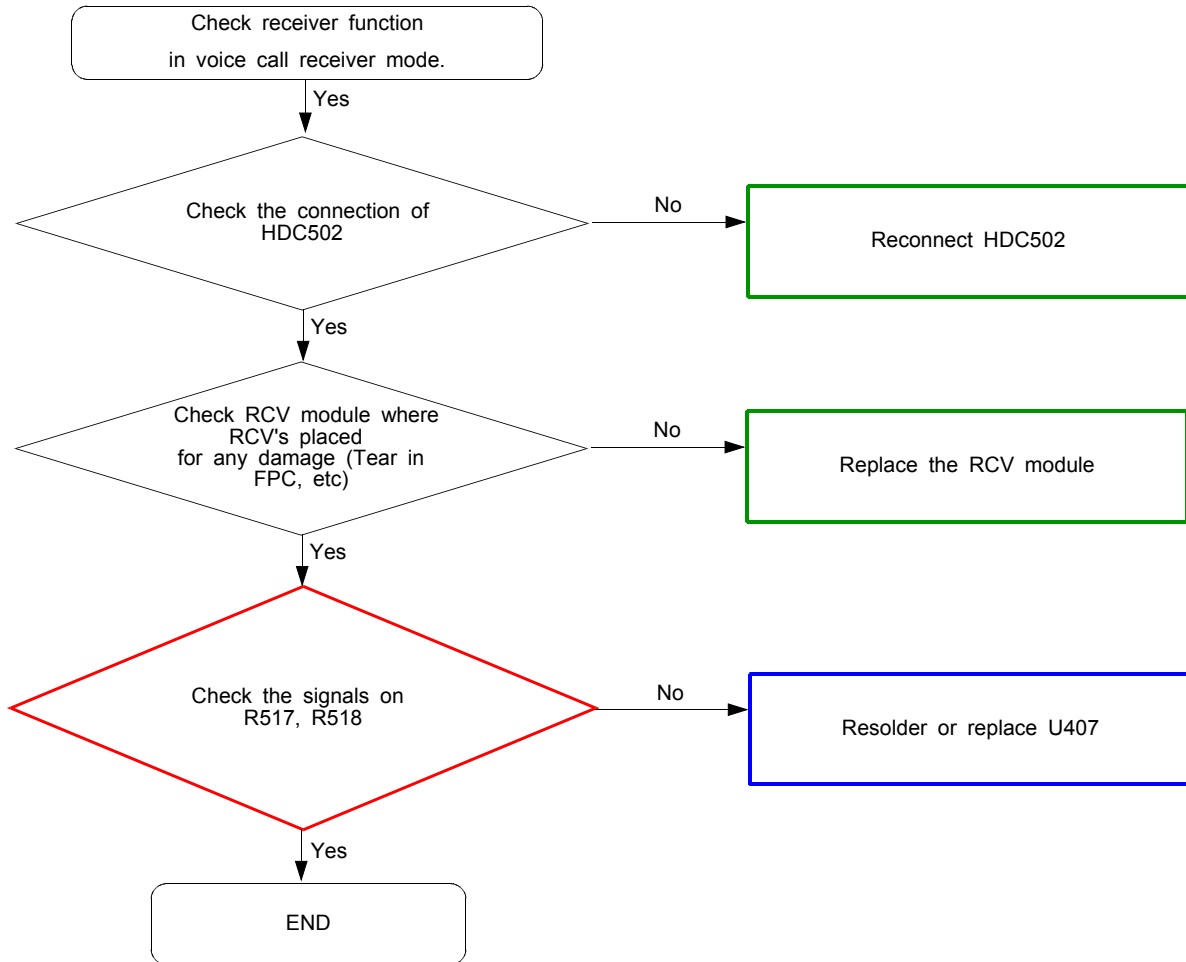 Check receiver function
in voice call receiver mode.
Yes
Check the connection of
HDC502
No
Reconnect HDC502
Yes
Check RCV module where
RCV's placed
for any damage (Tear in
FPC, etc)
No
Replace the RCV module
Yes
Check the signals on
R517, R518
No
Resolder or replace U407
Yes
END